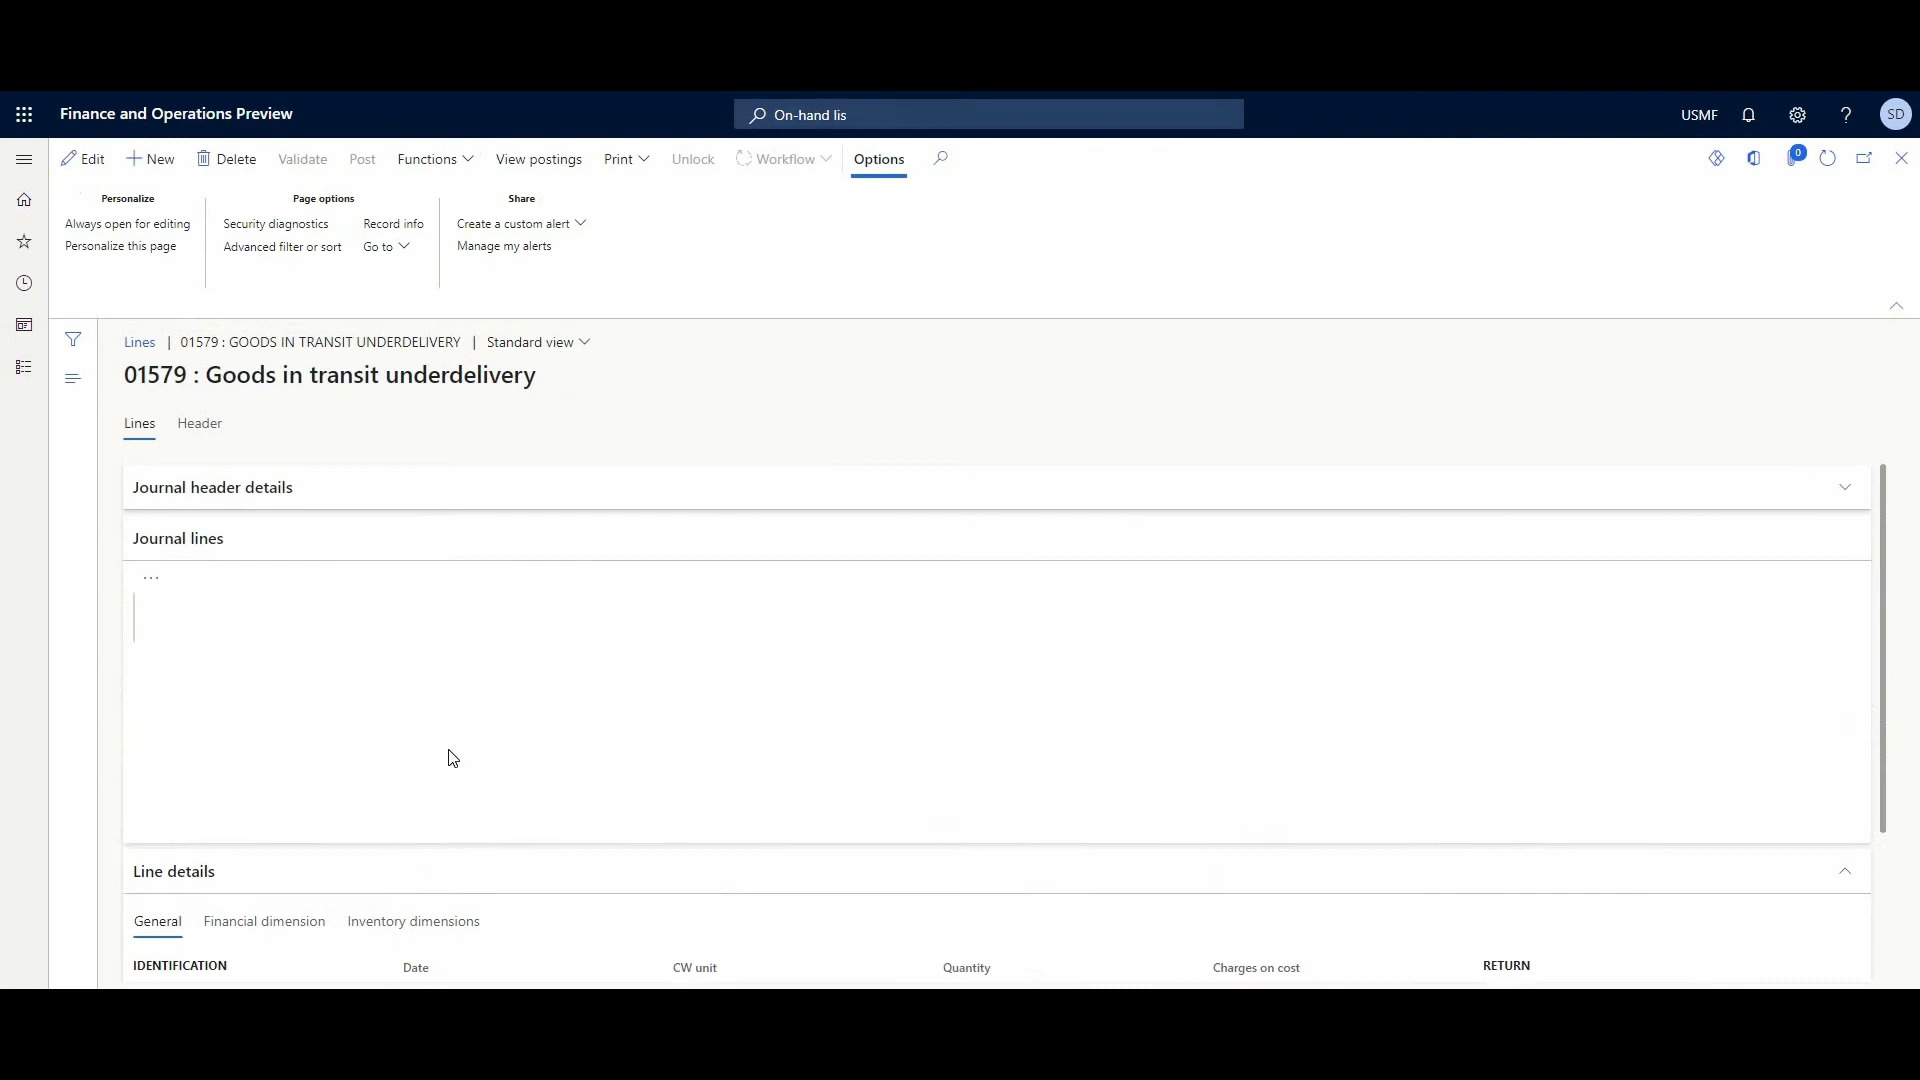 Finance and Operations Preview
On-hand lis
USMF
?
SD
Edit
New
Delete
Validate
Post
Functions
View postings
Print
Unlock
Workflow
Options
0
Personalize
Always open for editing
Personalize this page
Page options
Security diagnostics
Record info
Advanced filter or sort
Go to
Share
Create a custom alert
Manage my alerts
Lines | 01579 : GOODS IN TRANSIT UNDERDELIVERY | Standard view
01579 : Goods in transit underdelivery
Lines
Header
Journal header details
Journal lines
...
Line details
General
Financial dimension
Inventory dimensions
IDENTIFICATION
Date
CW unit
Quantity
Charges on cost
RETURN